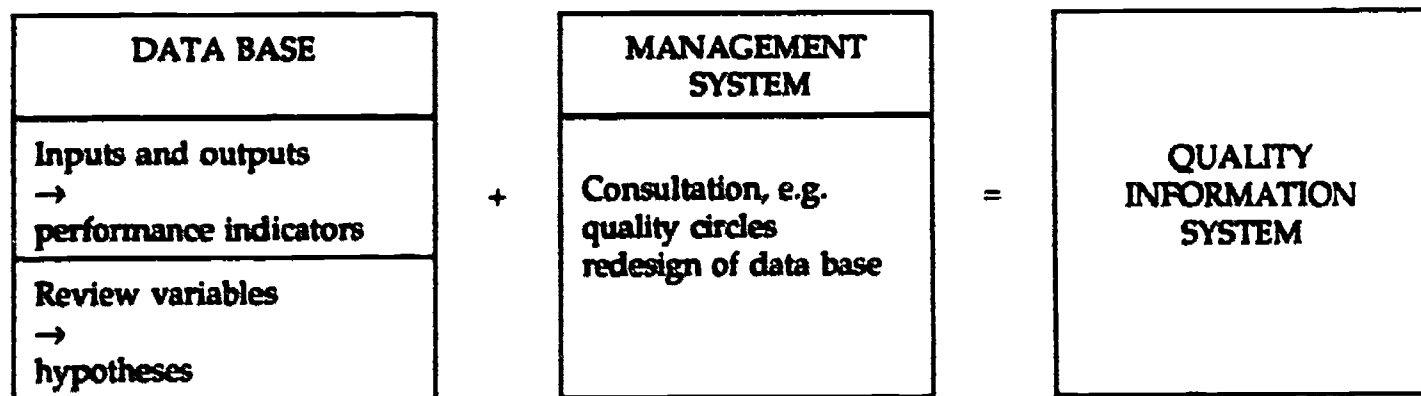 DATA BASE
Inputs and outputs
→
performance indicators
Review variables
→
hypotheses
+
MANAGEMENT
SYSTEM
Consultation, e.g.
quality circles
redesign of data base
=
QUALITY
INFORMATION
SYSTEM